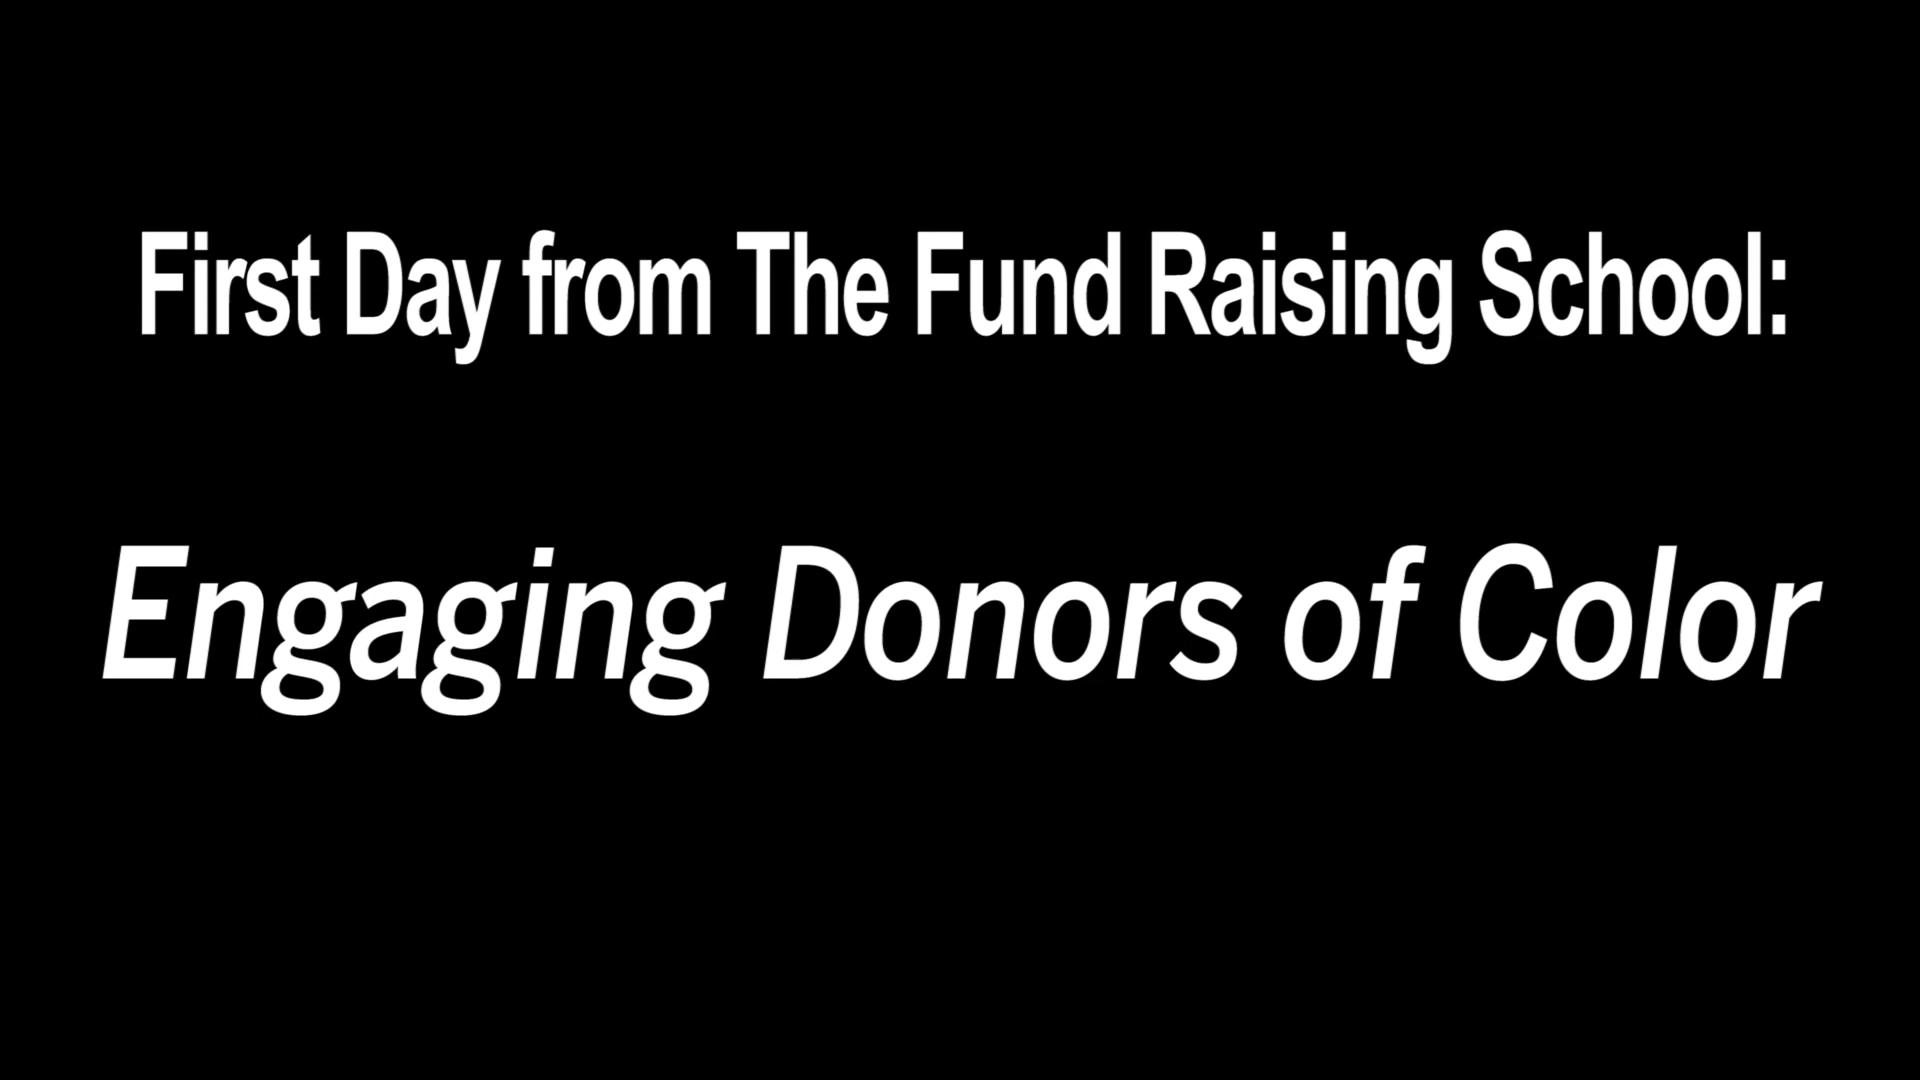 First Day from The Fund Raising School:
Engaging Donors of Color